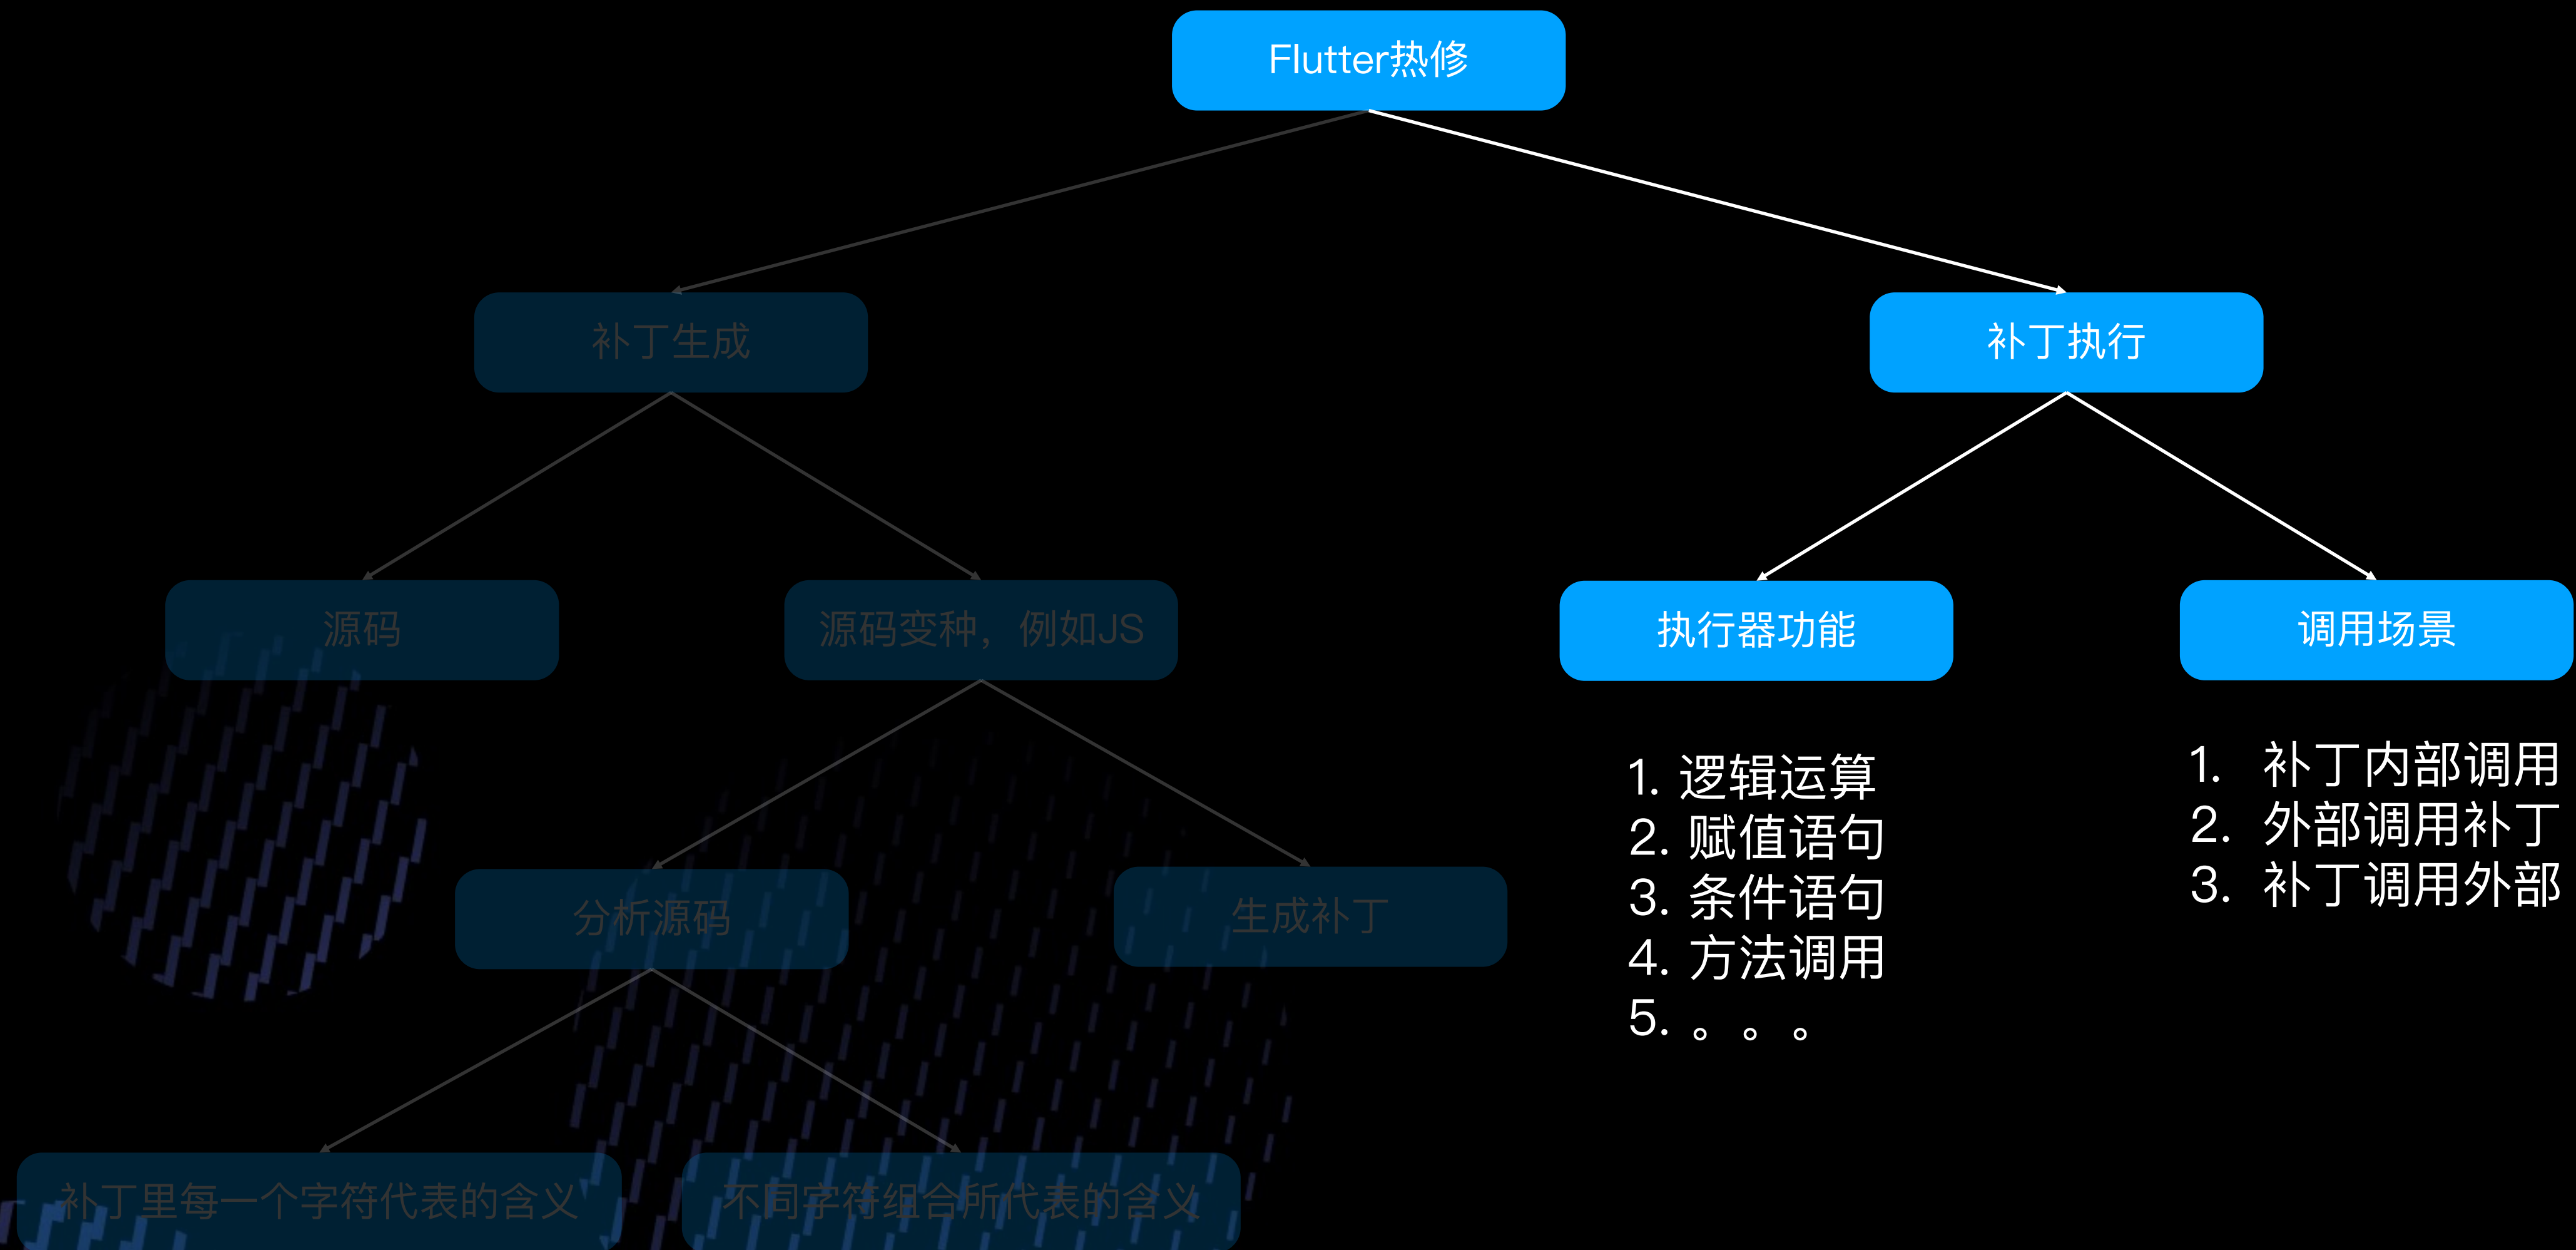 Flutter热修
补丁生成
补丁执行
源码
源码变种，例如JS
执行器功能
调用场景
1. 逻辑运算
2. 赋值语句
3. 条件语句
4. 方法调用
5. 。。。
1. 补丁内部调用
2. 外部调用补丁
3. 补丁调用外部
分析源码
生成补丁
补丁里每一个字符代表的含义
不同字符组合所代表的含义